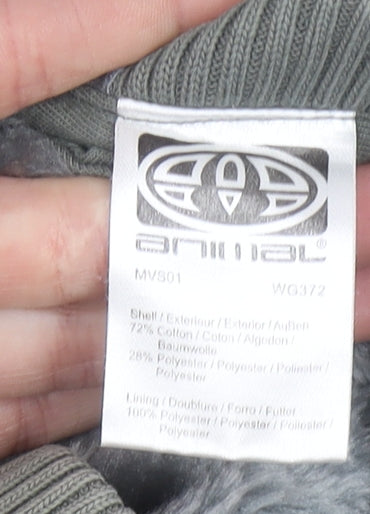 animal®
MVS01
WG372
Shell / Exterieur / Exterior / Außen
72% Cotton / Coton / Algodon /
Baumwolle
28% Polyester / Polyester / Poliester /
Polyester
Lining / Doublure / Forro / Futter
100% Polyester / Polyester / Poliester /
Polyester